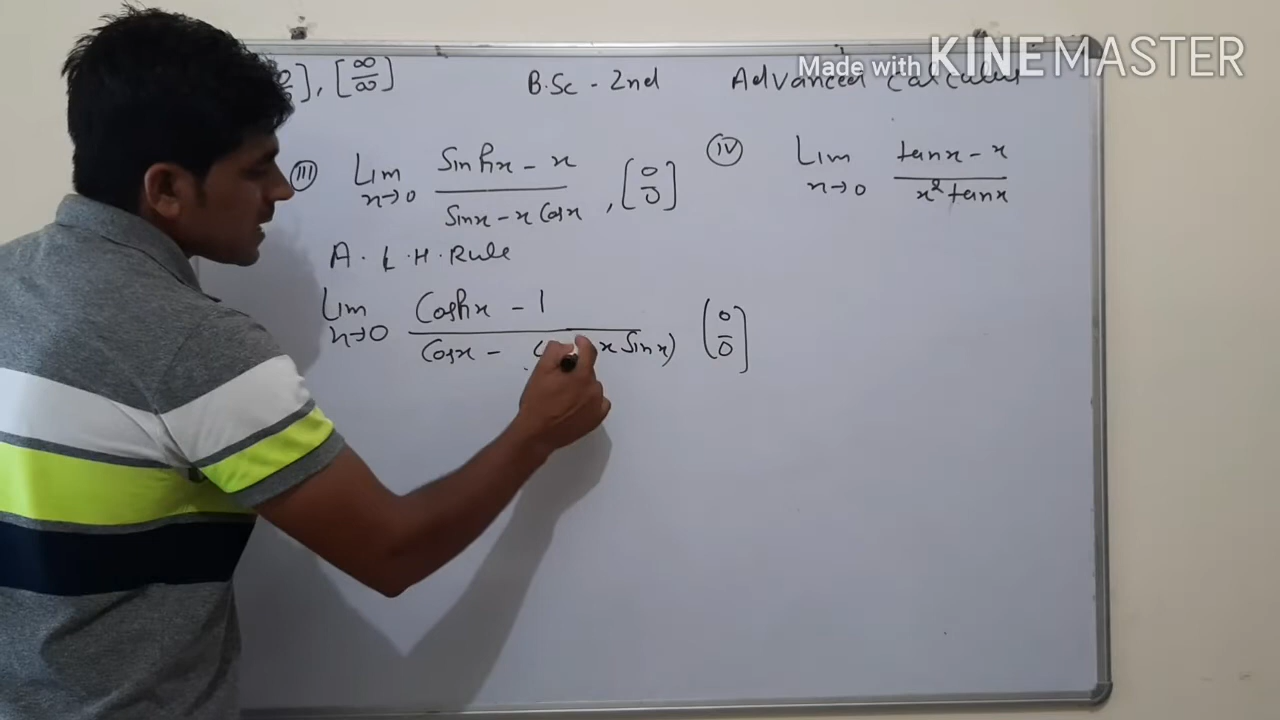 Made with KINEMASTER
], [∞/∞] B.Sc - 2nd Advanced Calculus
(III) Lim x→0 (Sinhx - x)/(Sinx - x Cosx), [0/0]
(IV) Lim x→0 (tanx - x)/(x² tanx)
A. L. H. Rule
Lim x→0 (Coshx - 1)/(Cosx - ( x Sinx) [0/0]